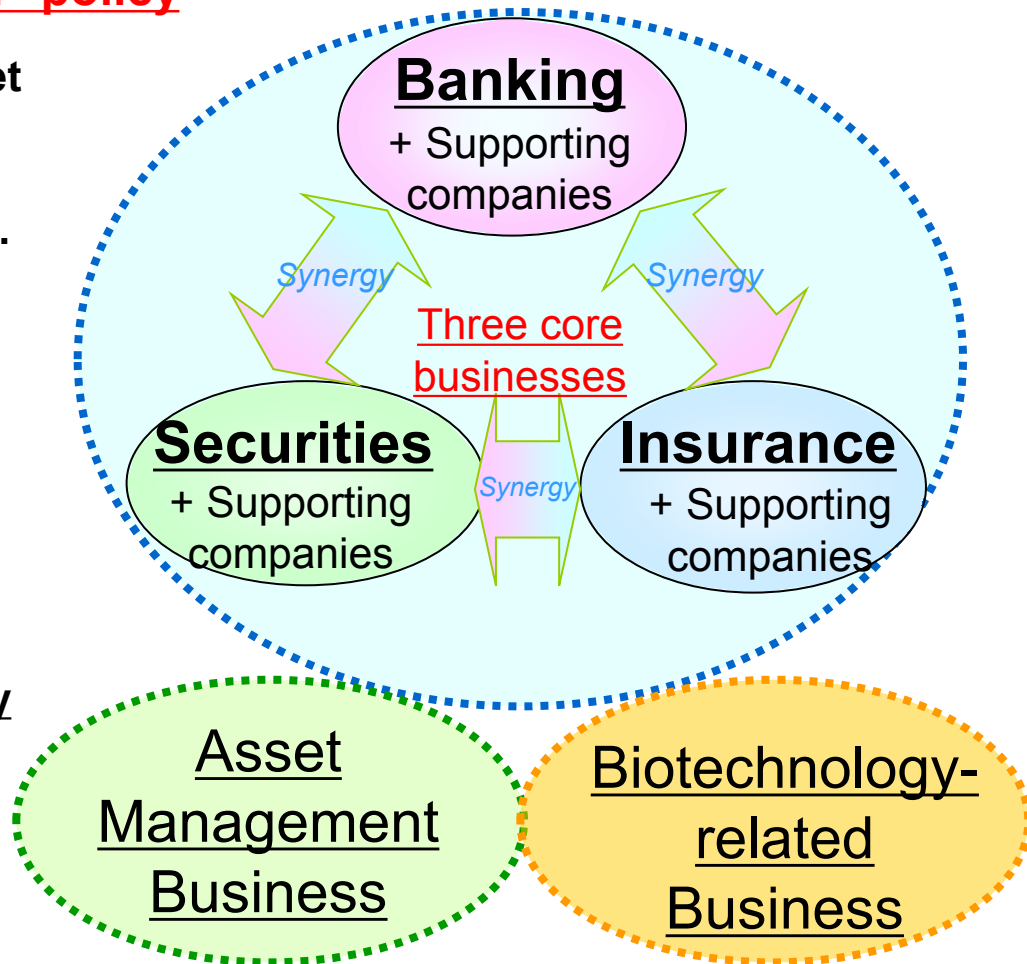 policy
Banking
+ Supporting
companies
Synergy
Synergy
Three core
businesses
Securities
+ Supporting
companies
Synergy
Insurance
+ Supporting
companies
Asset
Management
Business
Biotechnology-
related
Business